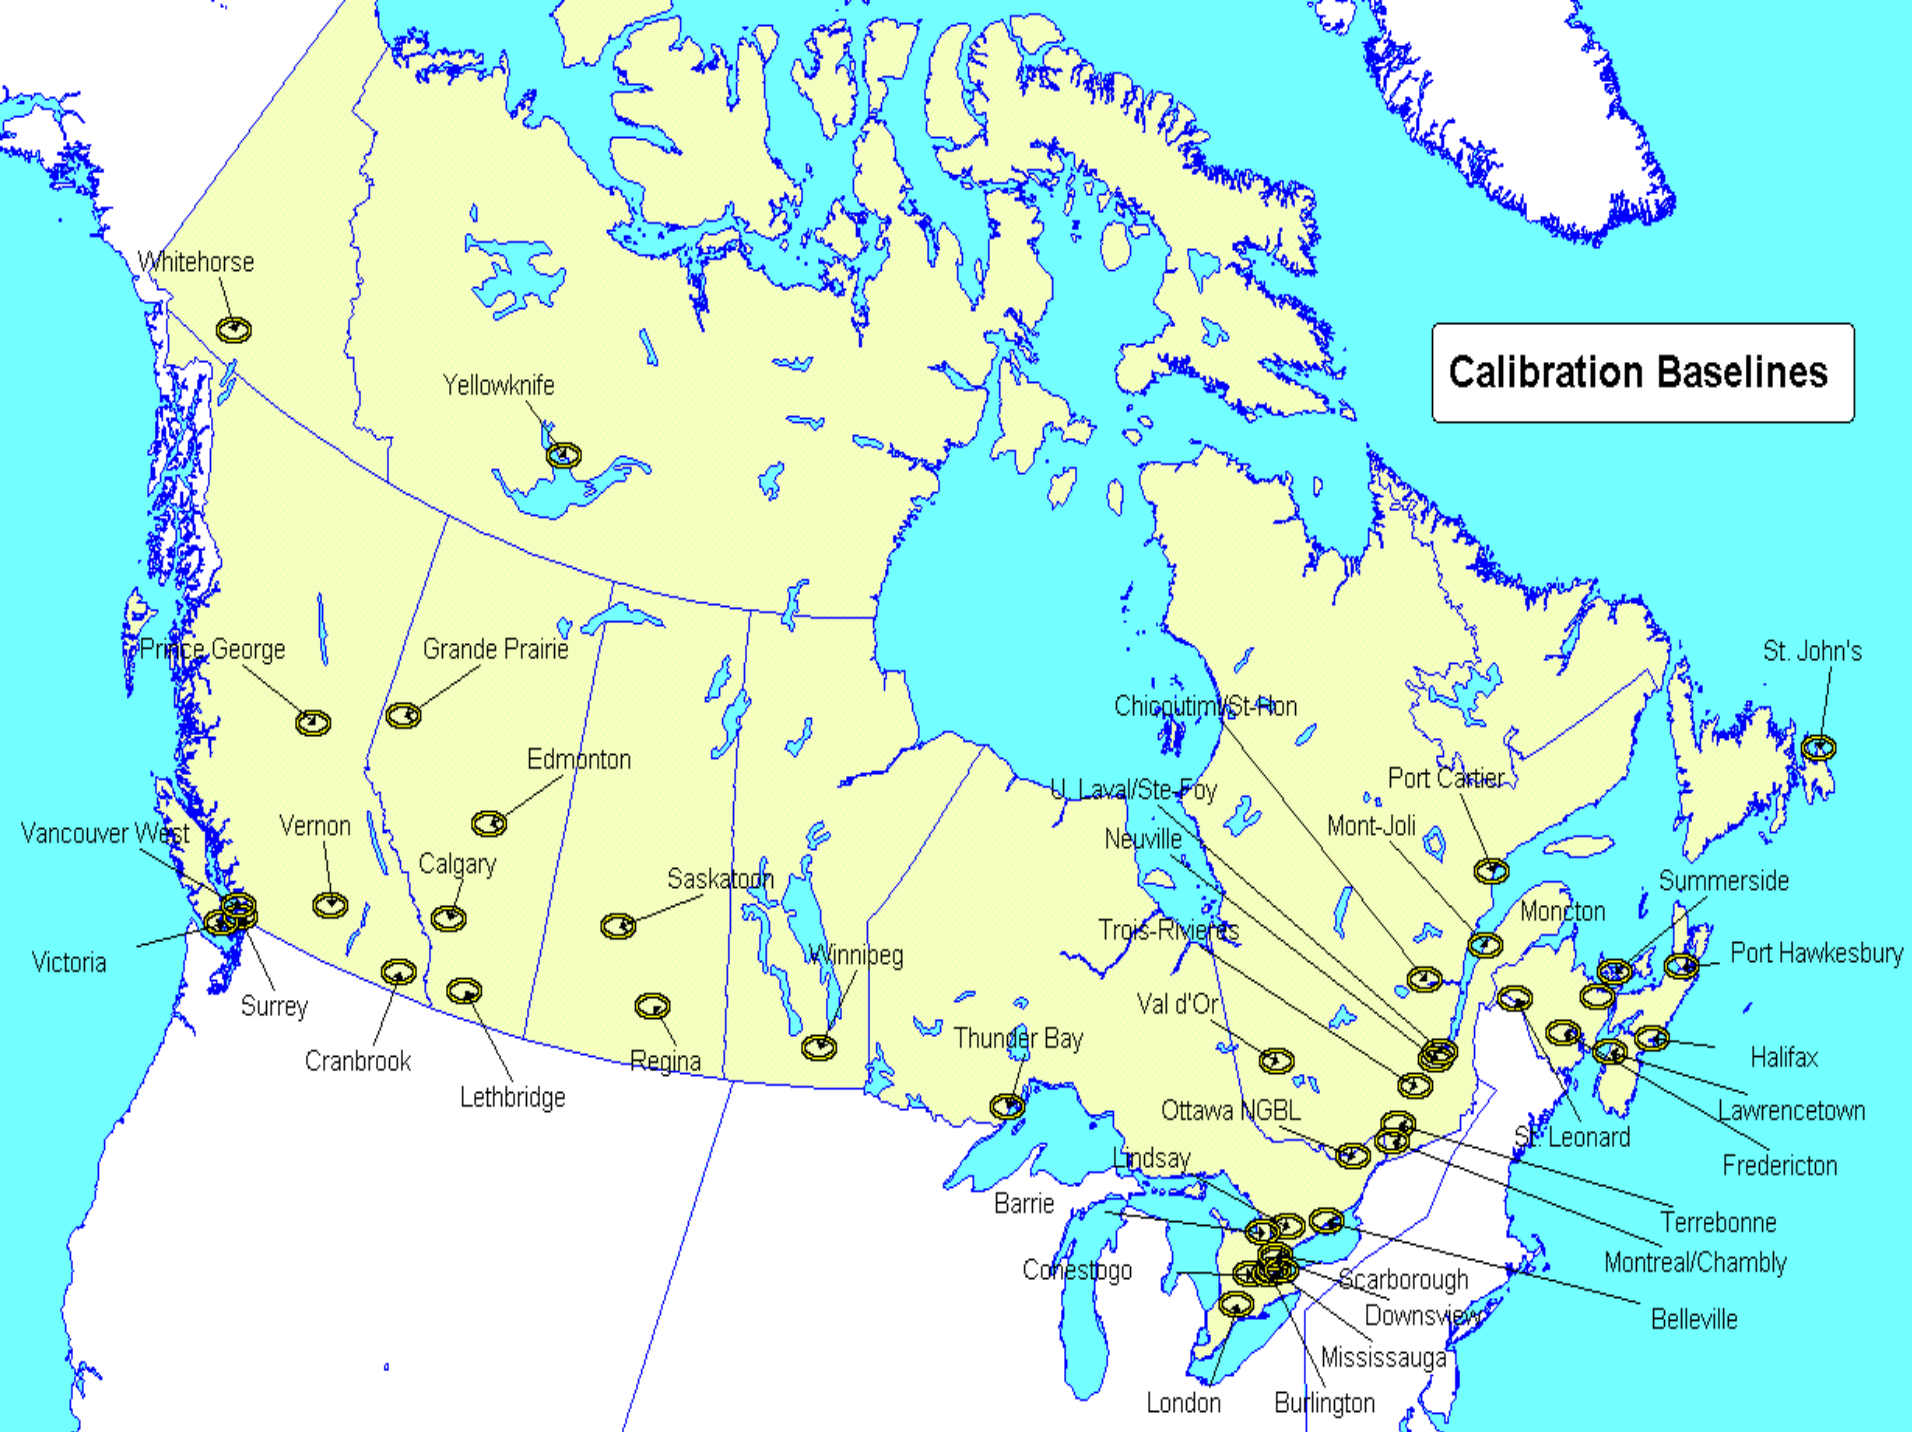 Whitehorse
Calibration Baselines
Yellowknife
Prince George
Grande Prairie
St. John's
Chicoutimi/St-Hon
Edmonton
Port Cartier
U. Laval/Ste-Foy
Vancouver West
Vernon
Mont-Joli
Neuville
Calgary
Saskatoon
Summerside
Moncton
Trois-Rivieres
Winnipeg
Port Hawkesbury
Victoria
Surrey
Val d'Or
Thunder Bay
Cranbrook
Regina
Halifax
Lethbridge
Ottawa NGBL
Lawrencetown
St. Leonard
Lindsay
Fredericton
Barrie
Terrebonne
Montreal/Chambly
Conestogo
Scarborough
Downsview
Belleville
Mississauga
London
Burlington